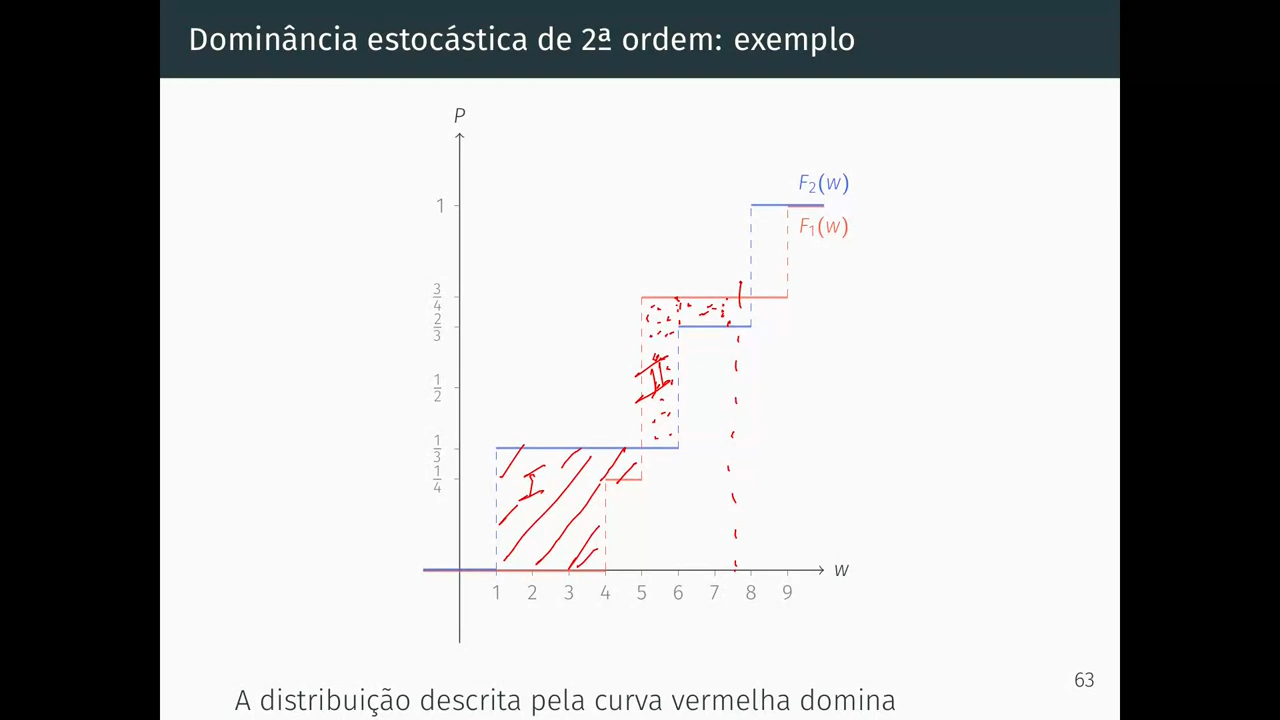 Dominância estocástica de 2ª ordem: exemplo
P
F₂(w)
1
F₁(w)
3/4
2/3
II
1/2
1/3
1/4
I
w
1 2 3 4 5 6 7 8 9
63
A distribuição descrita pela curva vermelha domina